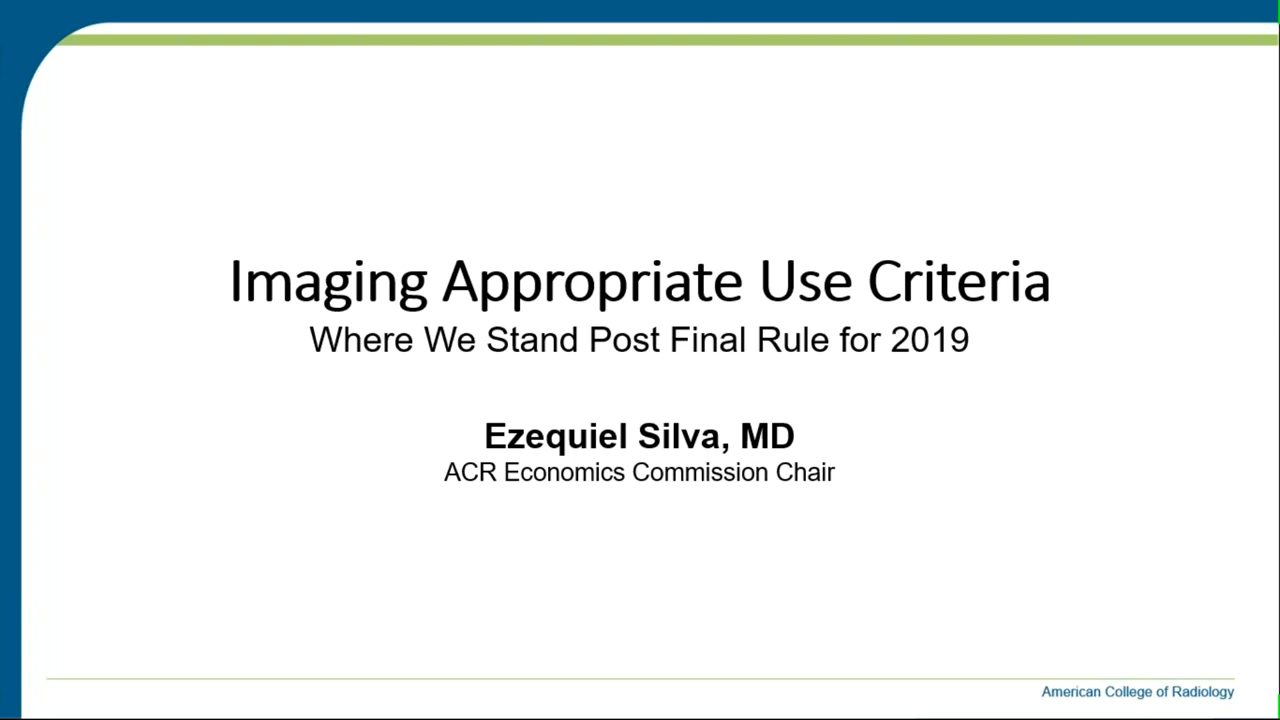 Imaging Appropriate Use Criteria
Where We Stand Post Final Rule for 2019
Ezequiel Silva, MD
ACR Economics Commission Chair
American College of Radiology